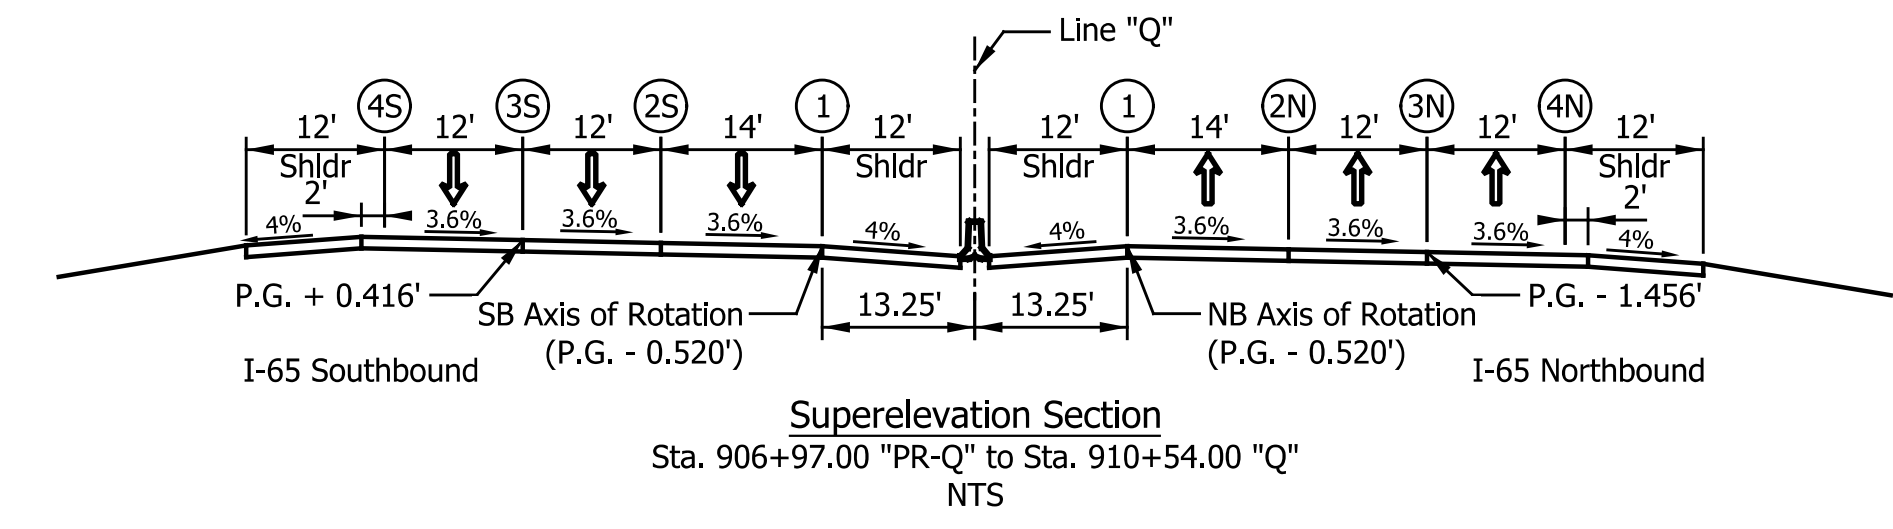 Line "Q"
4S 3S 2S 1 1 2N 3N 4N
12' 12' 12' 14' 12' 12' 14' 12' 12' 12'
Shldr Shldr Shldr Shldr
2' 2'
4% 3.6% 3.6% 3.6% 4% 4% 3.6% 3.6% 3.6% 4%
P.G. + 0.416' 13.25' 13.25' P.G. - 1.456'
SB Axis of Rotation NB Axis of Rotation
(P.G. - 0.520') (P.G. - 0.520')
I-65 Southbound I-65 Northbound
Superelevation Section
Sta. 906+97.00 "PR-Q" to Sta. 910+54.00 "Q"
NTS